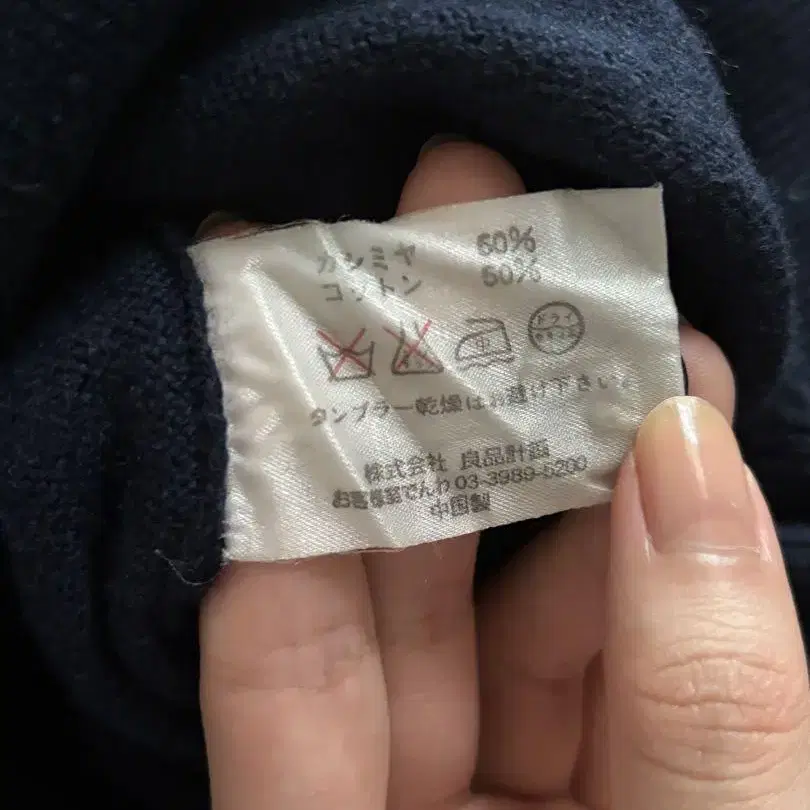 カシミヤ 50%
コットン 50%
中 ドライ
タンブラー乾燥はお避け下さい。
株式会社 良品計画
お客様室でんわ 03-3989-5200
中国製